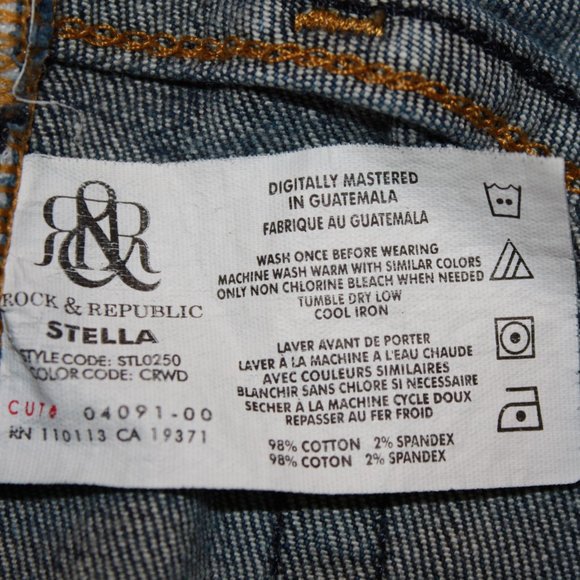 ROCK & REPUBLIC
STELLA
STYLE CODE: STL0250
COLOR CODE: CRWD
CUT# 04091-00
RN 110113 CA 19371
DIGITALLY MASTERED
IN GUATEMALA
FABRIQUE AU GUATEMALA
WASH ONCE BEFORE WEARING
MACHINE WASH WARM WITH SIMILAR COLORS
ONLY NON CHLORINE BLEACH WHEN NEEDED
TUMBLE DRY LOW
COOL IRON
LAVER AVANT DE PORTER
LAVER À LA MACHINE A L'EAU CHAUDE
AVEC COULEURS SIMILAIRES
BLANCHIR SANS CHLORE SI NECESSAIRE
SECHER A LA MACHINE CYCLE DOUX
REPASSER AU FER FROID
98% COTTON 2% SPANDEX
98% COTON 2% SPANDEX